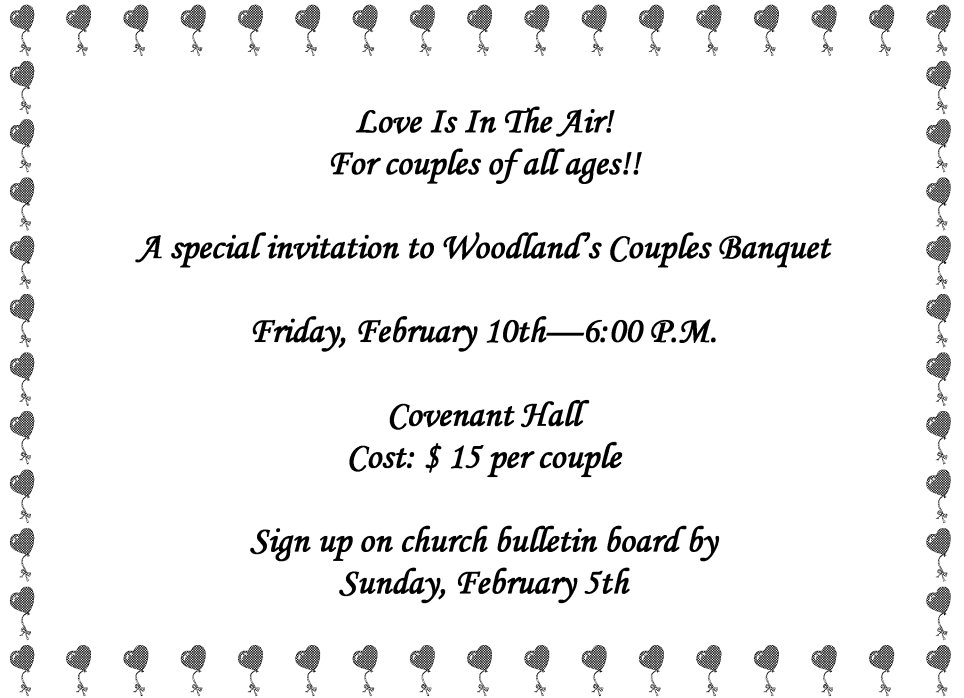 Love Is In The Air!
For couples of all ages!!
A special invitation to Woodland’s Couples Banquet
Friday, February 10th—6:00 P.M.
Covenant Hall
Cost: $ 15 per couple
Sign up on church bulletin board by
Sunday, February 5th